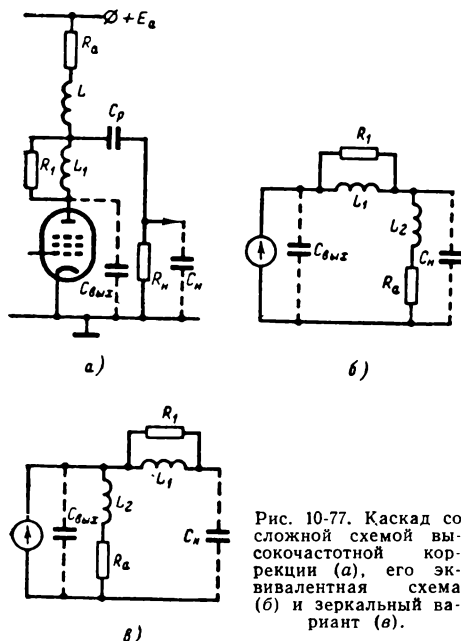 ∅ + Eа
Rа
L
Cр
R1
L1
Cвых
Rн
Cн
а)
R1
L1
Cвых
L2
Rа
Cн
б)
R1
L1
Cвых
L2
Rа
Cн
в)
Рис. 10-77. Каскад со
сложной схемой вы-
сокочастотной кор-
рекции (а), его эк-
вивалентная схема
(б) и зеркальный ва-
риант (в).